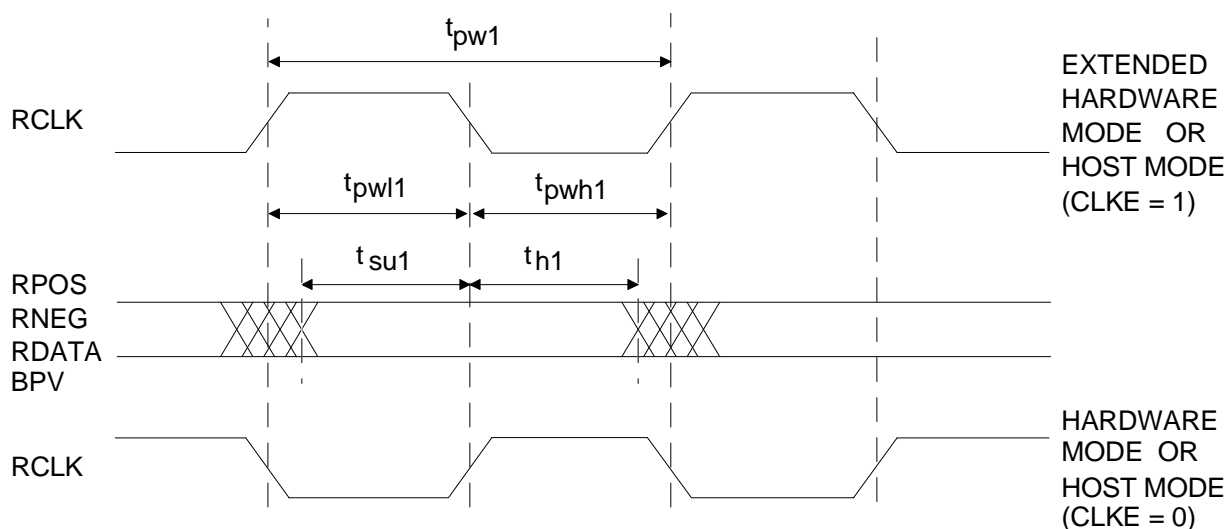 tpw1
RCLK
EXTENDED
HARDWARE
MODE OR
HOST MODE
(CLKE = 1)
tpwl1
tpwh1
tsu1
th1
RPOS
RNEG
RDATA
BPV
RCLK
HARDWARE
MODE OR
HOST MODE
(CLKE = 0)